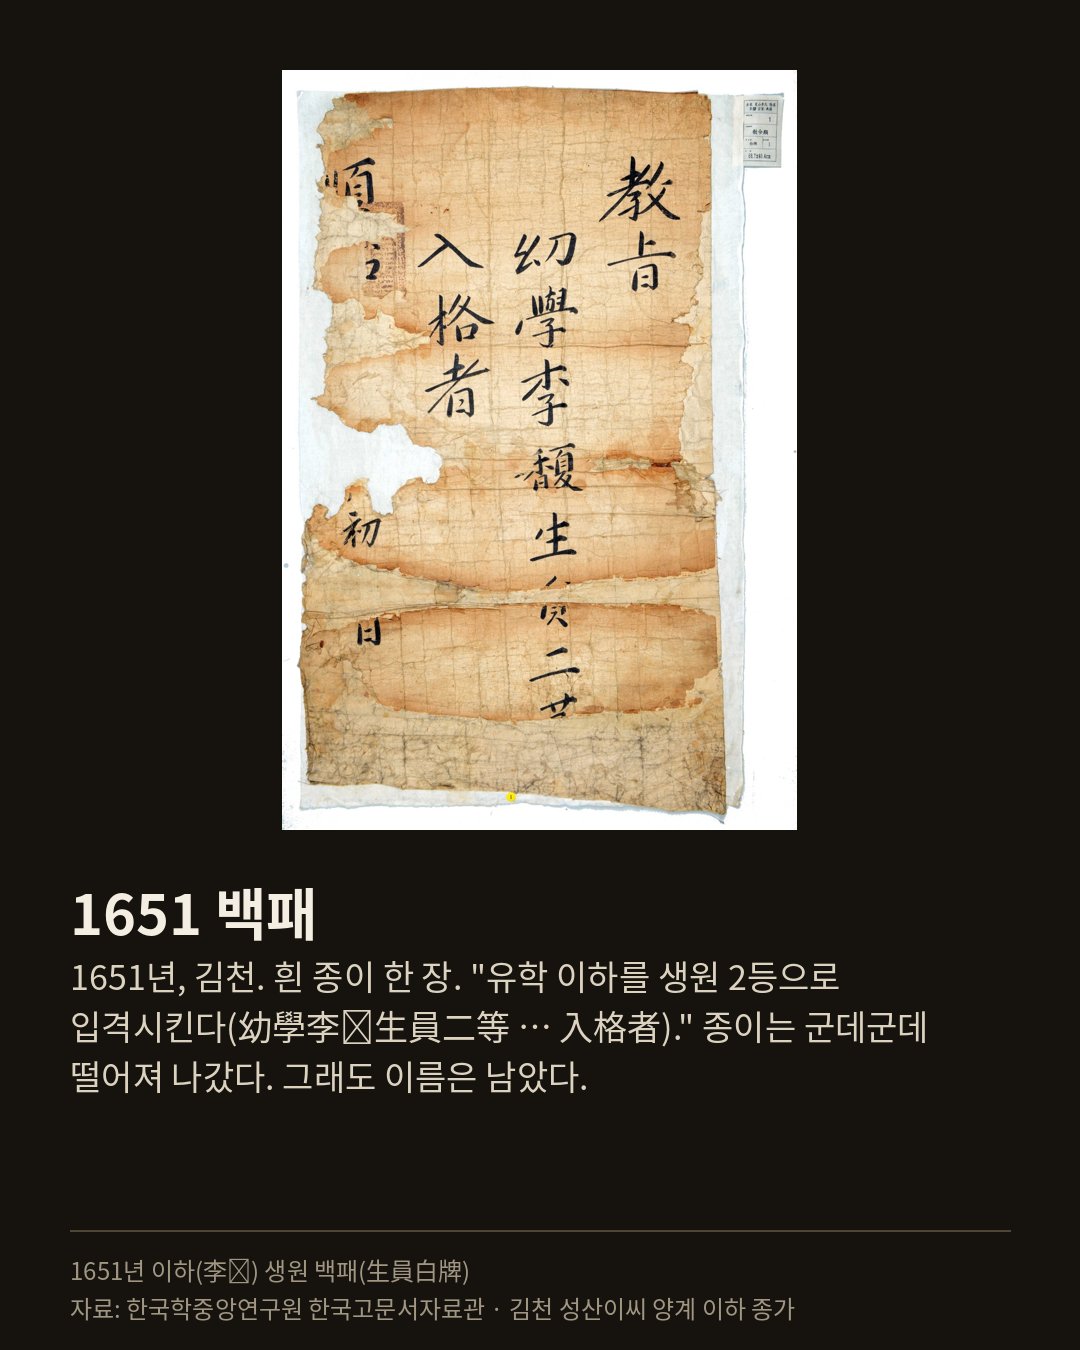 教旨
幼學李生員二
入格者
順
初
日
1651 백패
1651년, 김천. 흰 종이 한 장. "유학 이하를 생원 2등으로
입격시킨다(幼學李生員二等 … 入格者)." 종이는 군데군데
떨어져 나갔다. 그래도 이름은 남았다.
1651년 이하(李) 생원 백패(生員白牌)
자료: 한국학중앙연구원 한국고문서자료관 · 김천 성산이씨 양계 이하 종가